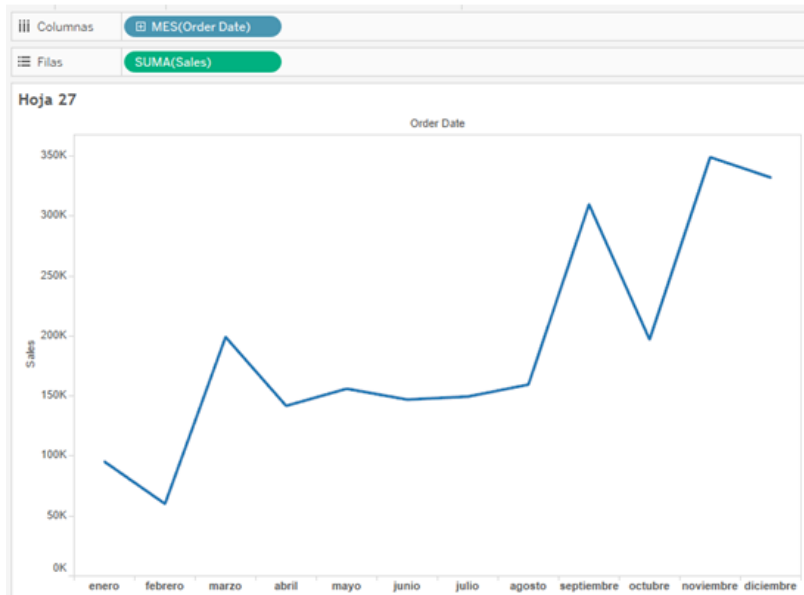 Columnas
MES(Order Date)
Filas
SUMA(Sales)
Hoja 27
Order Date
350K
300K
250K
200K
150K
100K
50K
0K
Sales
enero febrero marzo abril mayo junio julio agosto septiembre octubre noviembre diciembre